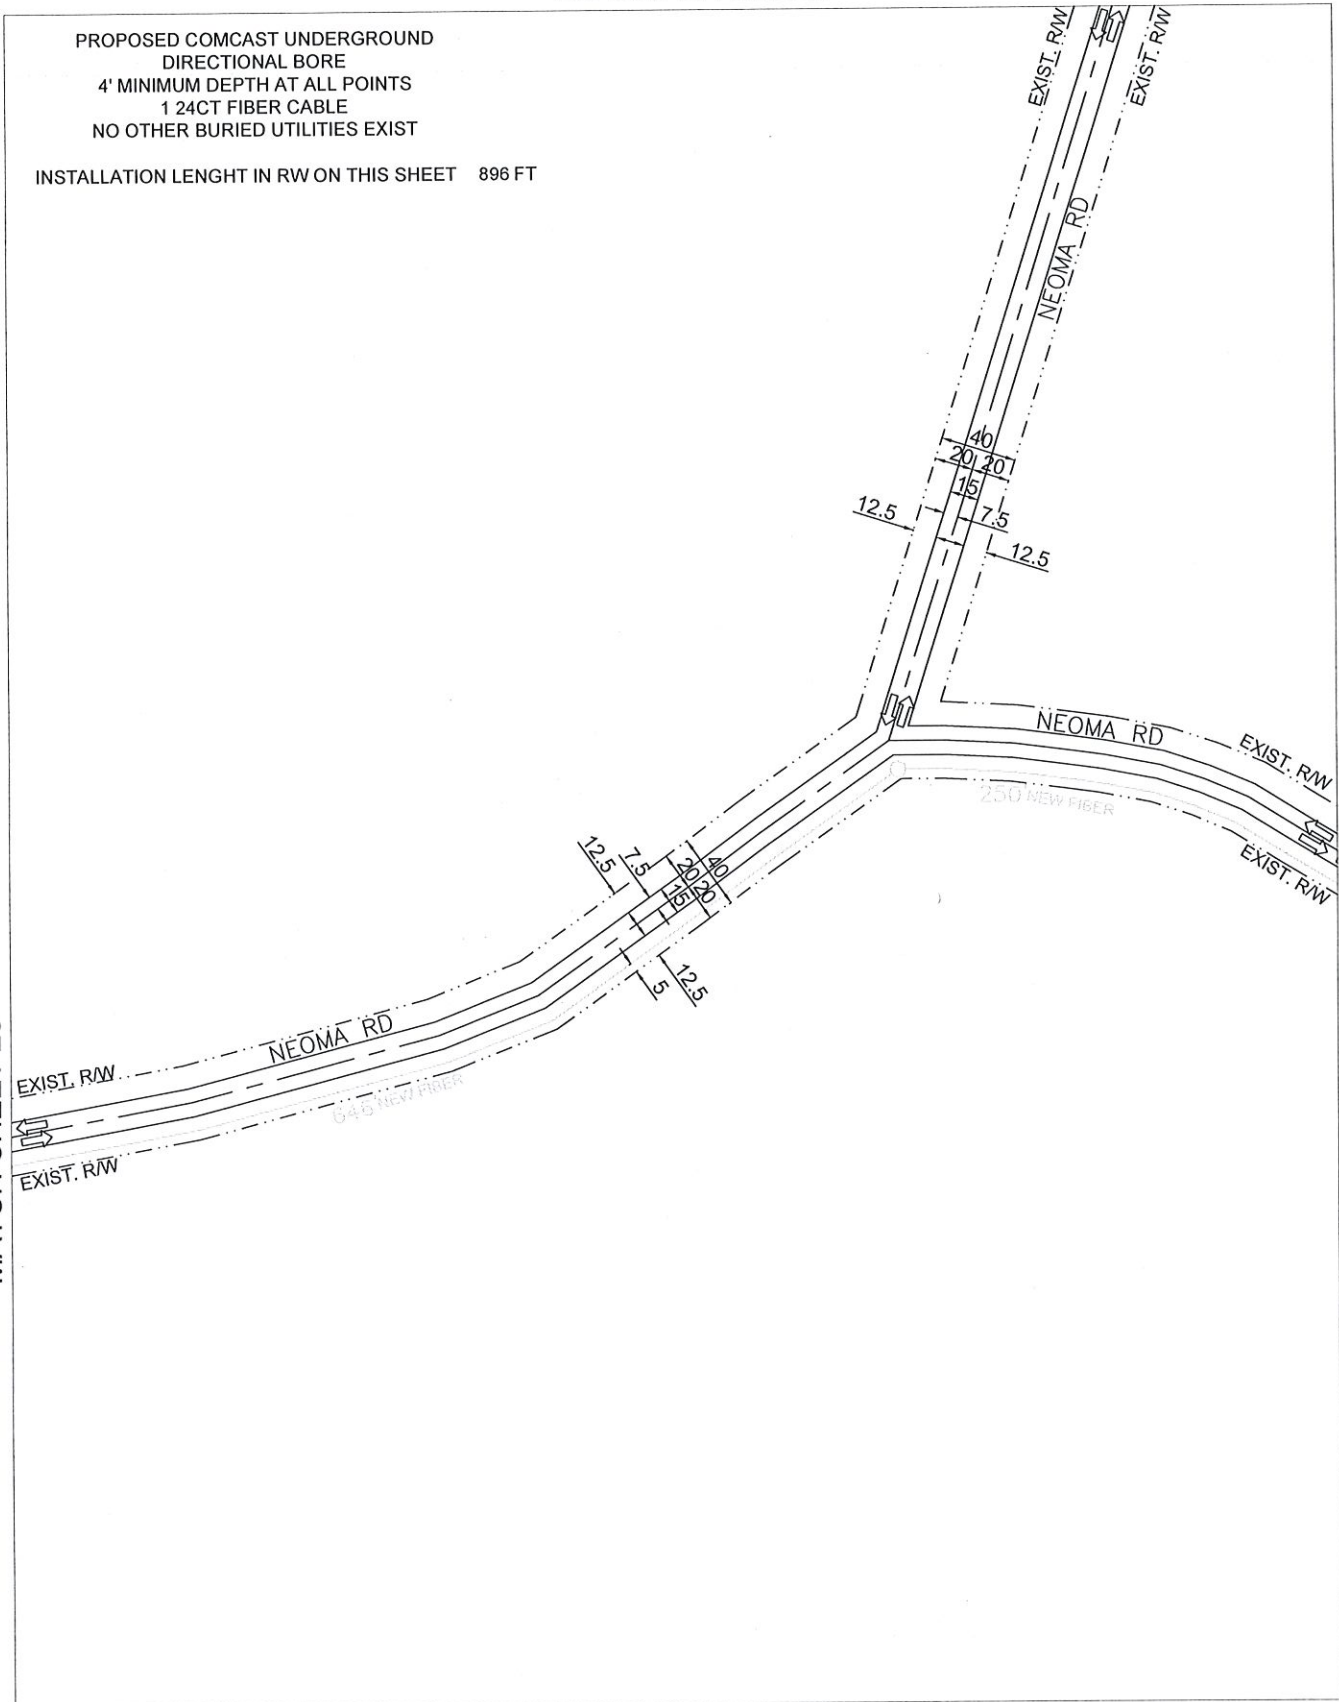 PROPOSED COMCAST UNDERGROUND
DIRECTIONAL BORE
4' MINIMUM DEPTH AT ALL POINTS
1 24CT FIBER CABLE
NO OTHER BURIED UTILITIES EXIST
INSTALLATION LENGHT IN RW ON THIS SHEET 896 FT
EXIST. R/W
EXIST. R/W
NEOMA RD
40
20 20
15
12.5
7.5
12.5
NEOMA RD
EXIST. R/W
250 NEW FIBER
EXIST. R/W
12.5
7.5
40
20 20
15
12.5
5
NEOMA RD
EXIST. R/W
646 NEW FIBER
EXIST. R/W